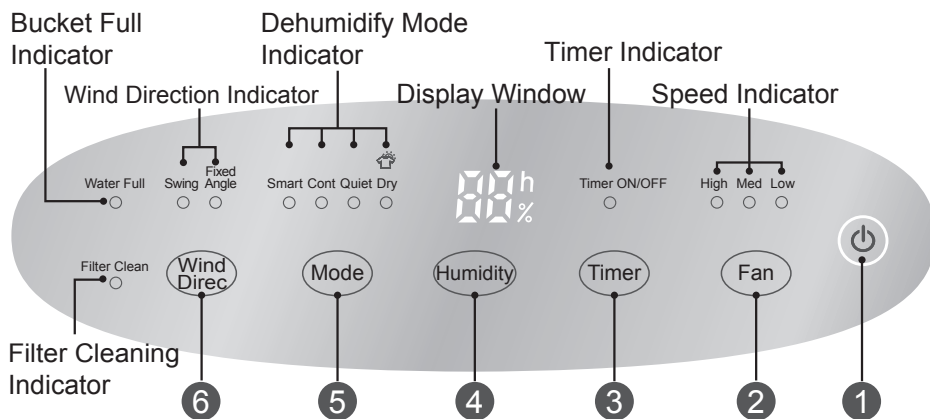 Bucket Full
Indicator
Dehumidify Mode
Indicator
Timer Indicator
Wind Direction Indicator
Display Window
Speed Indicator
Water Full
Swing
Fixed
Angle
Smart Cont Quiet Dry
88 h
%
Timer ON/OFF
High Med Low
Filter Clean
Wind
Direc
Mode
Humidity
Timer
Fan
Filter Cleaning
Indicator
6 5 4 3 2 1